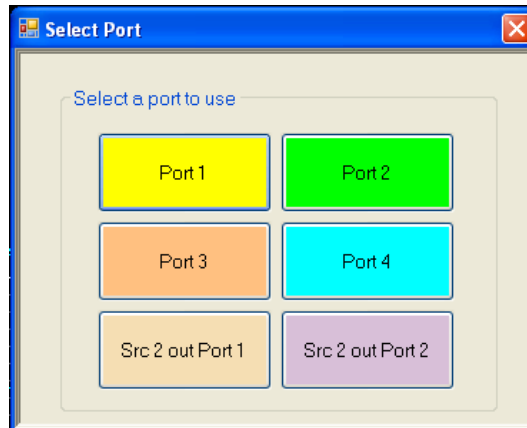 Select Port
Select a port to use
Port 1
Port 2
Port 3
Port 4
Src 2 out Port 1
Src 2 out Port 2